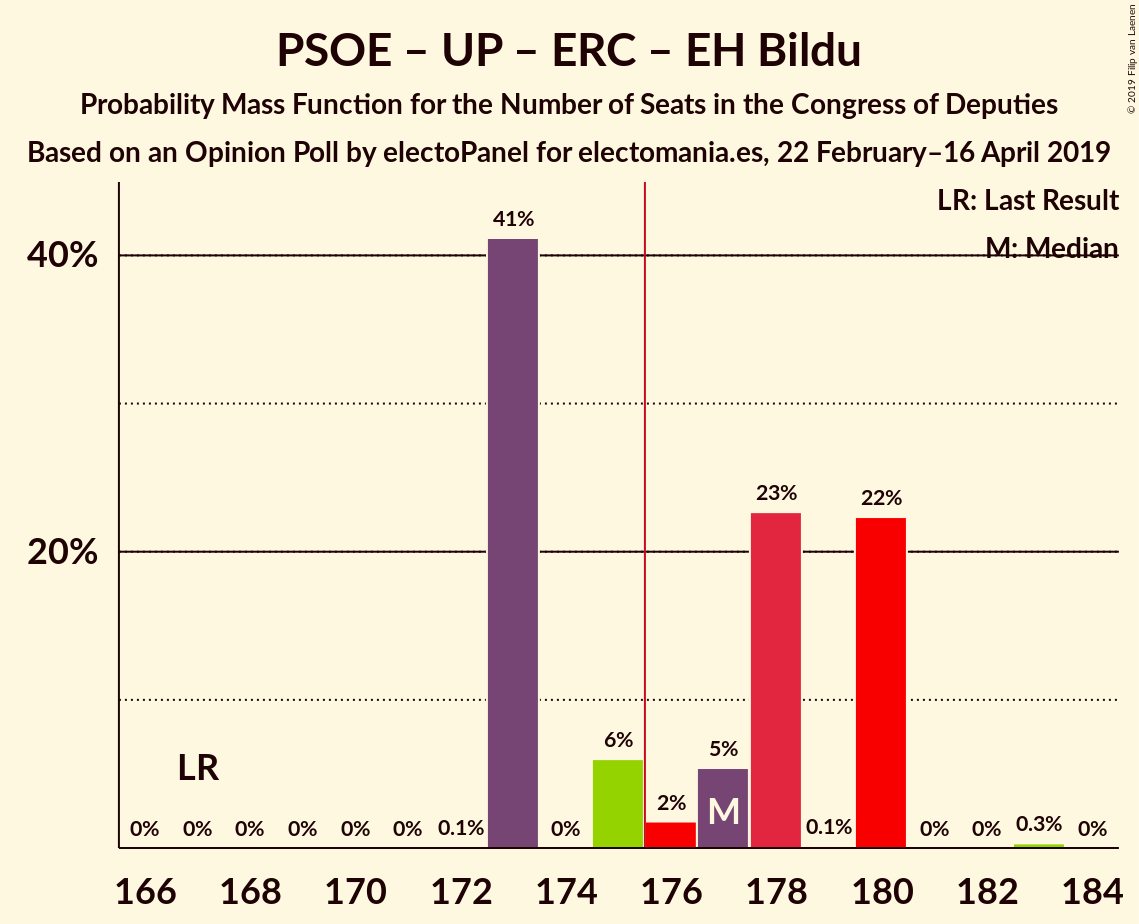 PSOE – UP – ERC – EH Bildu
Probability Mass Function for the Number of Seats in the Congress of Deputies
Based on an Opinion Poll by electoPanel for electomania.es, 22 February–16 April 2019
© 2019 Filip van Laenen
LR: Last Result
M: Median
40%
20%
41%
23%
22%
6%
5%
2%
LR
M
0% 0% 0% 0% 0% 0% 0.1% 0% 0.1% 0% 0% 0.3% 0%
166 168 170 172 174 176 178 180 182 184